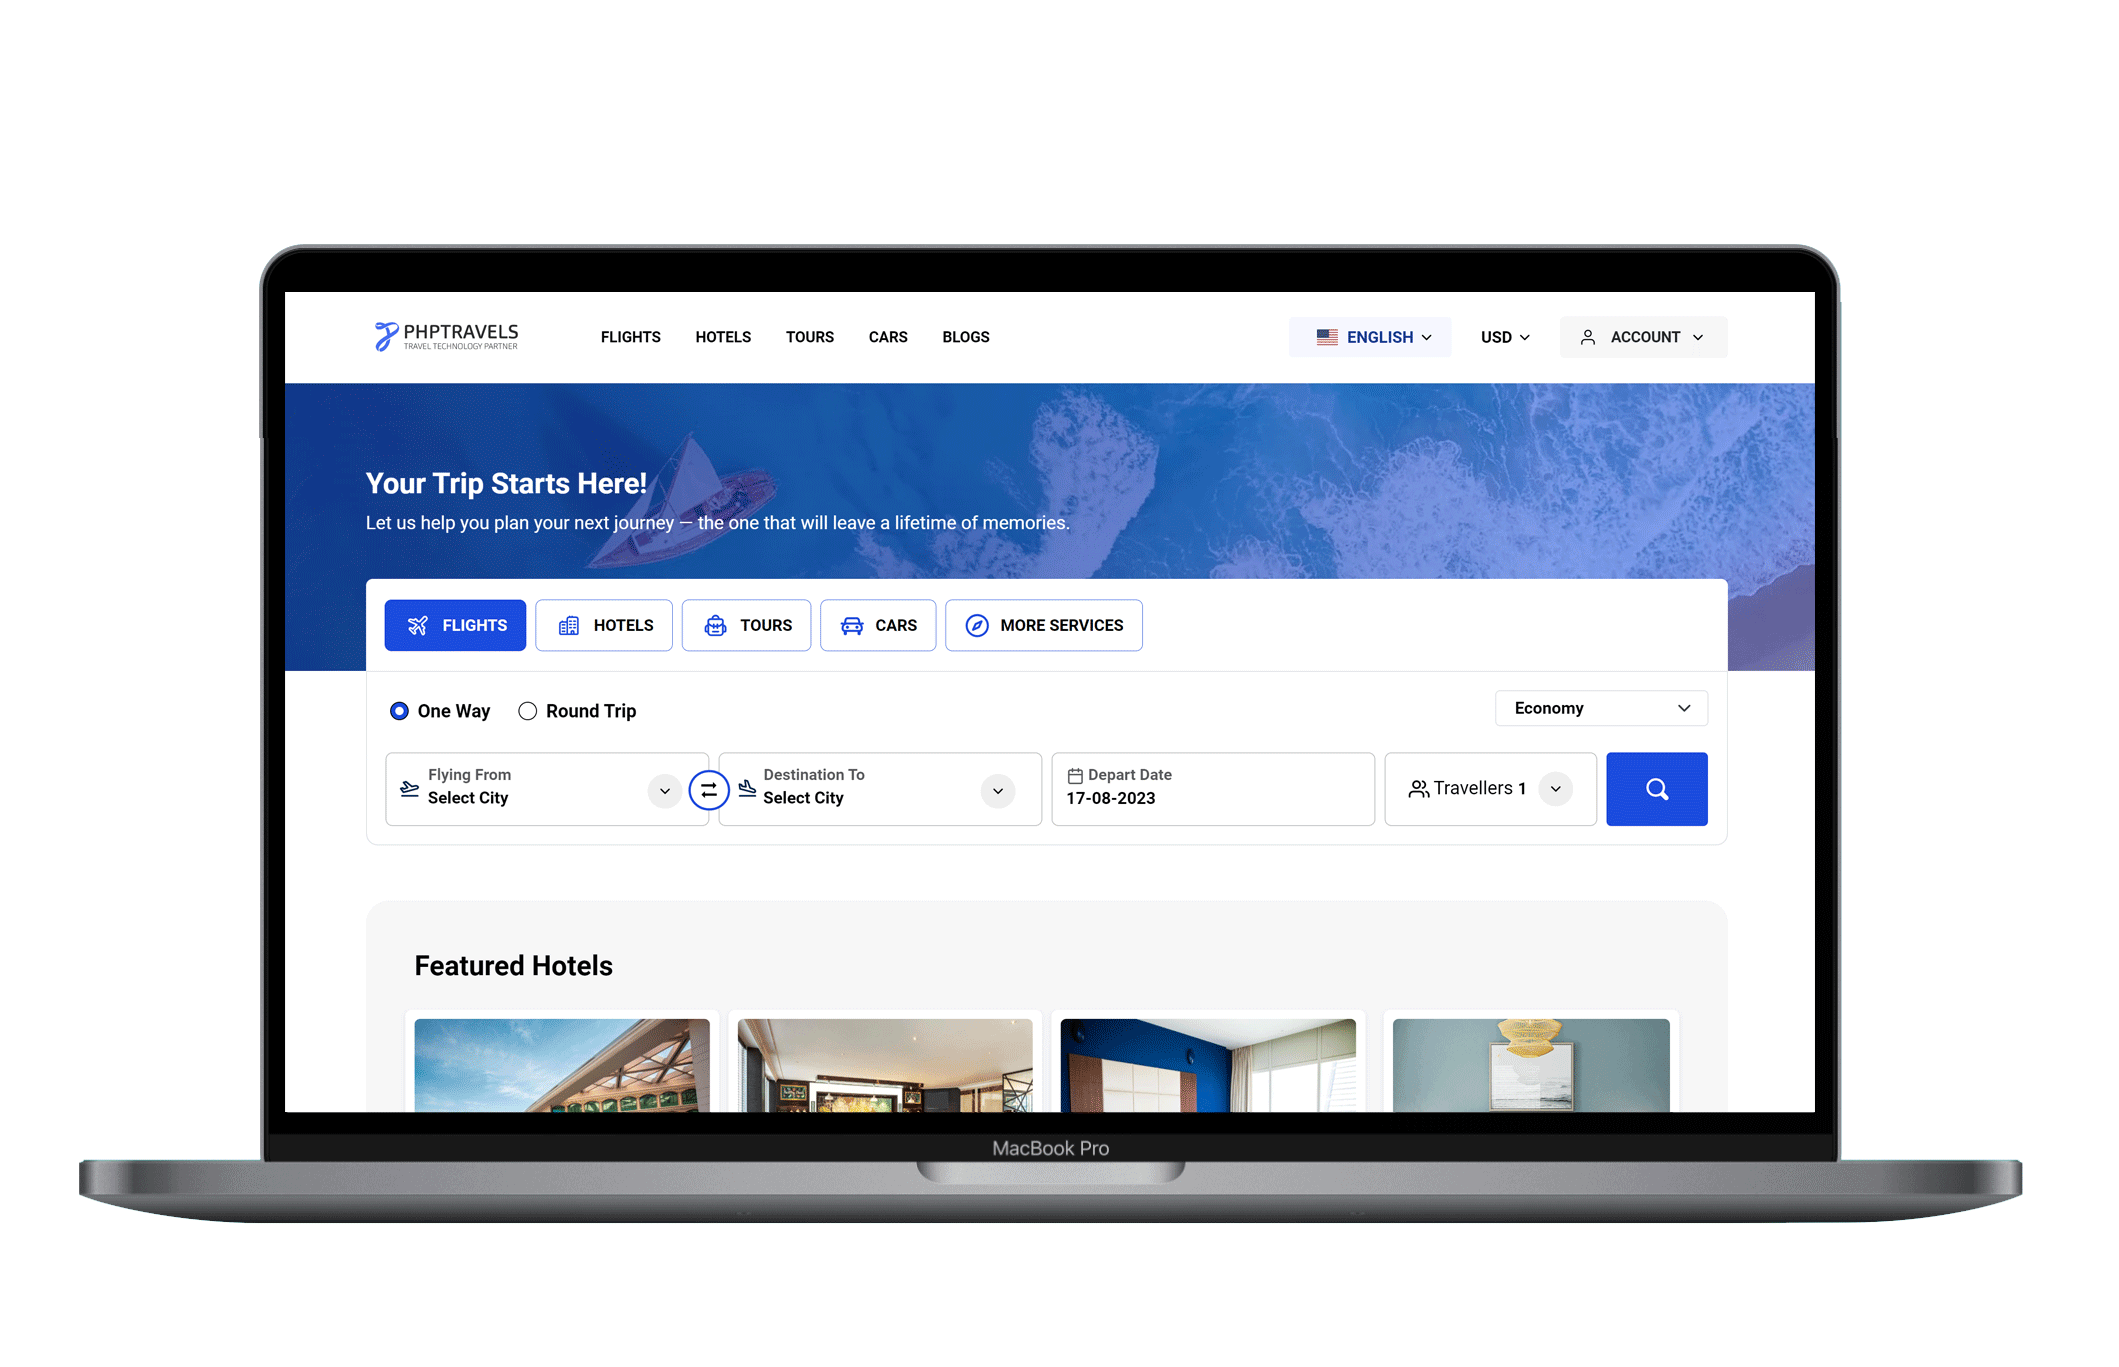 PHPTRAVELS
TRAVEL TECHNOLOGY PARTNER
FLIGHTS HOTELS TOURS CARS BLOGS
ENGLISH USD ACCOUNT
Your Trip Starts Here!
Let us help you plan your next journey — the one that will leave a lifetime of memories.
FLIGHTS HOTELS TOURS CARS MORE SERVICES
One Way Round Trip
Economy
Flying From
Select City
Destination To
Select City
Depart Date
17-08-2023
Travellers 1
Featured Hotels
MacBook Pro